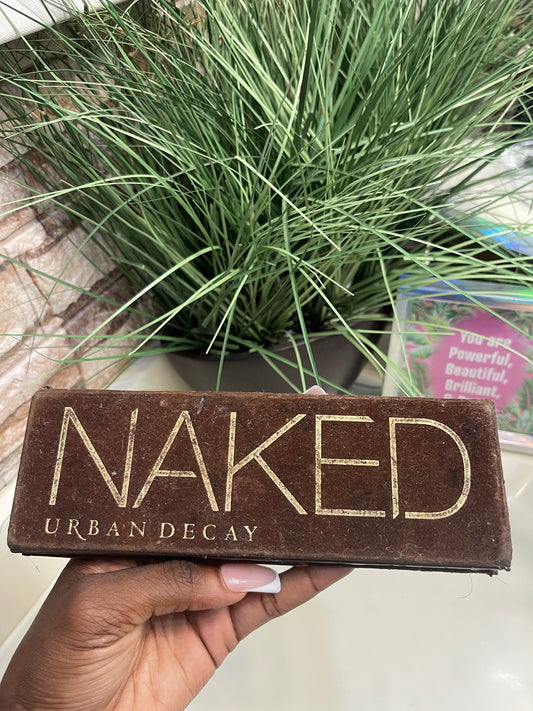 NAKED
URBAN DECAY
You are
Powerful,
Beautiful,
Brilliant,